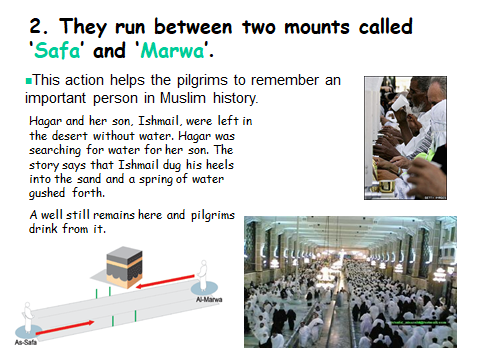 2. They run between two mounts called
‘Safa’ and ‘Marwa’.
This action helps the pilgrims to remember an
important person in Muslim history.
Hagar and her son, Ishmail, were left in
the desert without water. Hagar was
searching for water for her son. The
story says that Ishmail dug his heels
into the sand and a spring of water
gushed forth.
A well still remains here and pilgrims
drink from it.
Al-Marwa
As-Safa